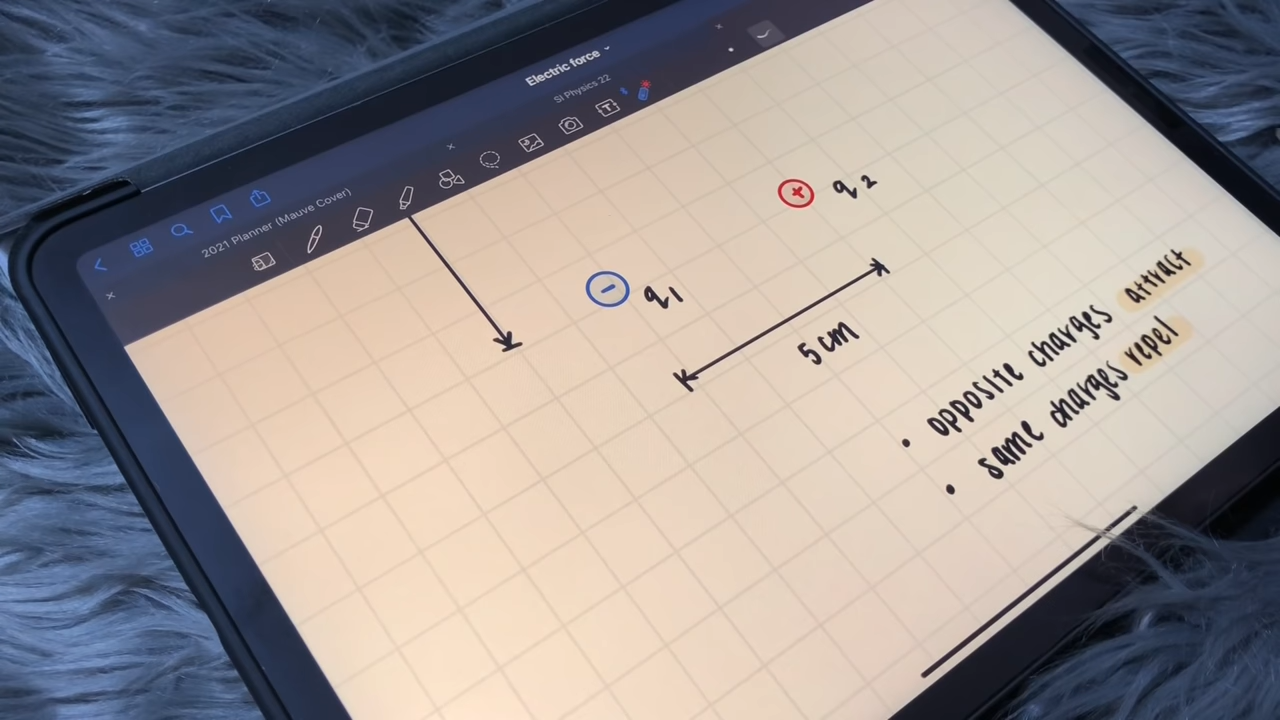 Electric force
SI Physics 22
2021 Planner (Mauve Cover)
T
+ q2
- q1
5 cm
• opposite charges attract
• same charges repel